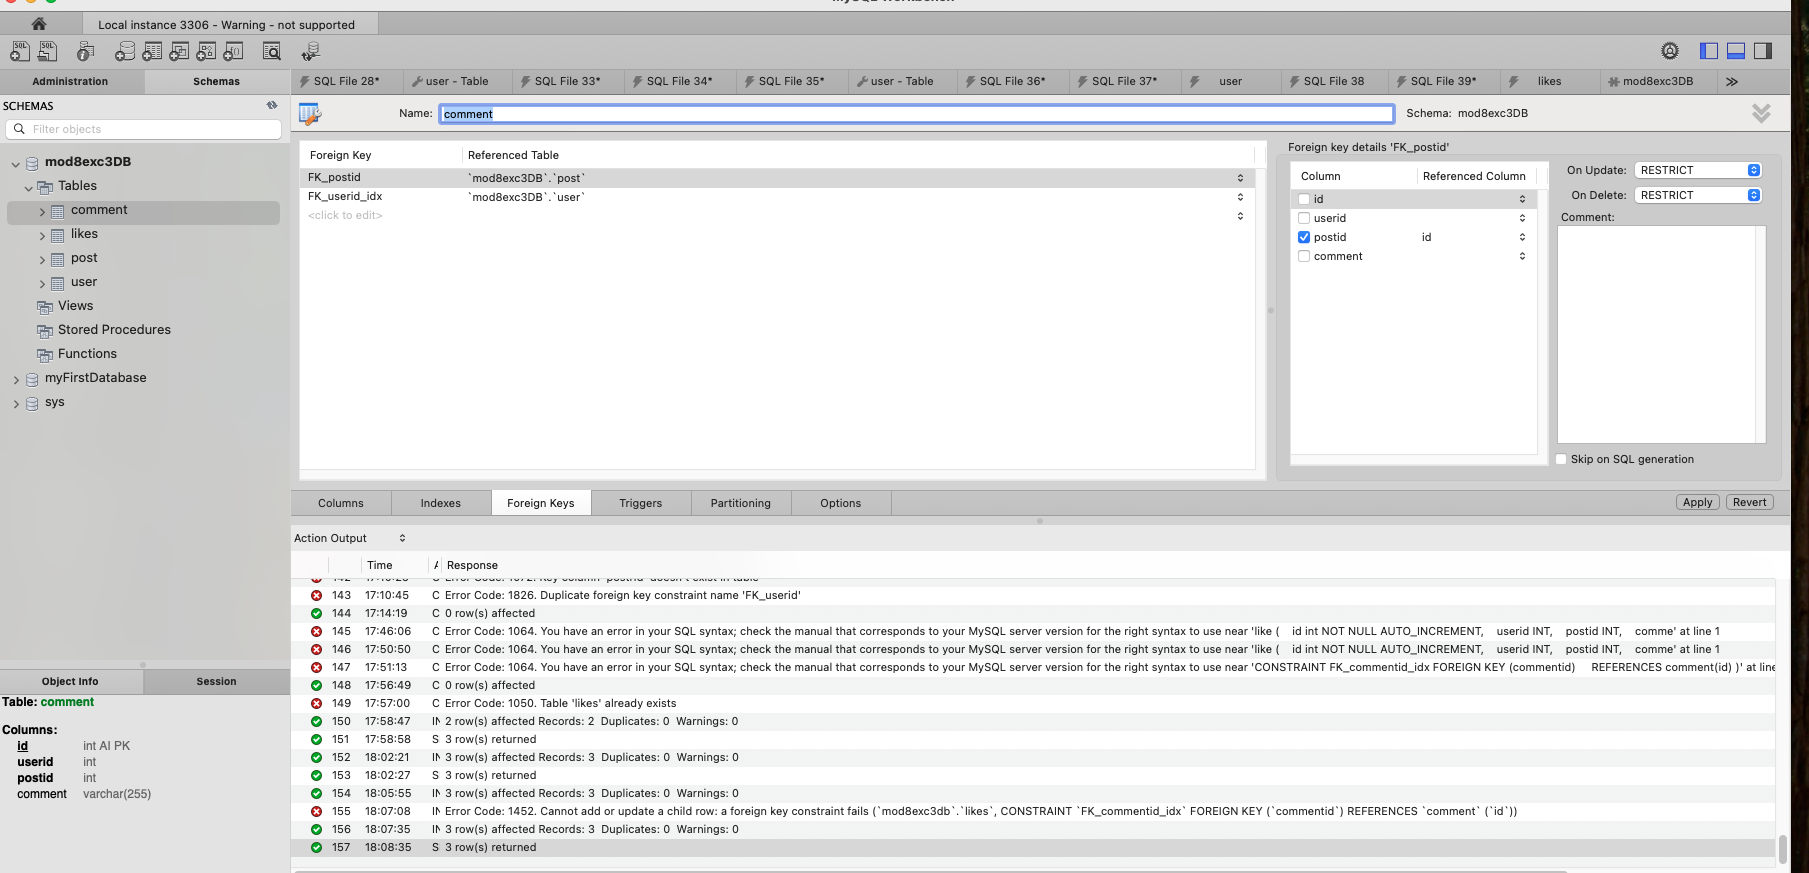 Local instance 3306 - Warning - not supported
Administration
Schemas
SQL File 28*
user - Table
SQL File 33*
SQL File 34*
SQL File 35*
user - Table
SQL File 36*
SQL File 37*
user
SQL File 38
SQL File 39*
likes
mod8exc3DB
SCHEMAS
Filter objects
mod8exc3DB
Tables
comment
likes
post
user
Views
Stored Procedures
Functions
myFirstDatabase
sys
Name: comment
Schema: mod8exc3DB
Foreign Key Referenced Table
FK_postid `mod8exc3DB`.`post`
FK_userid_idx `mod8exc3DB`.`user`
<click to edit>
Foreign key details 'FK_postid'
Column Referenced Column
id
userid
postid id
comment
On Update: RESTRICT
On Delete: RESTRICT
Comment:
Skip on SQL generation
Columns
Indexes
Foreign Keys
Triggers
Partitioning
Options
Apply
Revert
Action Output
Time Response
143 17:10:45 C Error Code: 1826. Duplicate foreign key constraint name 'FK_userid'
144 17:14:19 C 0 row(s) affected
145 17:46:06 C Error Code: 1064. You have an error in your SQL syntax; check the manual that corresponds to your MySQL server version for the right syntax to use near 'like ( id int NOT NULL AUTO_INCREMENT, userid INT, postid INT, comme' at line 1
146 17:50:50 C Error Code: 1064. You have an error in your SQL syntax; check the manual that corresponds to your MySQL server version for the right syntax to use near 'like ( id int NOT NULL AUTO_INCREMENT, userid INT, postid INT, comme' at line 1
147 17:51:13 C Error Code: 1064. You have an error in your SQL syntax; check the manual that corresponds to your MySQL server version for the right syntax to use near 'CONSTRAINT FK_commentid_idx FOREIGN KEY (commentid) REFERENCES comment(id) )' at line
148 17:56:49 C 0 row(s) affected
149 17:57:00 C Error Code: 1050. Table 'likes' already exists
150 17:58:47 IN 2 row(s) affected Records: 2 Duplicates: 0 Warnings: 0
151 17:58:58 S 3 row(s) returned
152 18:02:21 IN 3 row(s) affected Records: 3 Duplicates: 0 Warnings: 0
153 18:02:27 S 3 row(s) returned
154 18:05:55 IN 3 row(s) affected Records: 3 Duplicates: 0 Warnings: 0
155 18:07:08 IN Error Code: 1452. Cannot add or update a child row: a foreign key constraint fails (`mod8exc3db`.`likes`, CONSTRAINT `FK_commentid_idx` FOREIGN KEY (`commentid`) REFERENCES `comment` (`id`))
156 18:07:35 IN 3 row(s) affected Records: 3 Duplicates: 0 Warnings: 0
157 18:08:35 S 3 row(s) returned
Object Info
Session
Table: comment
Columns:
id int AI PK
userid int
postid int
comment varchar(255)